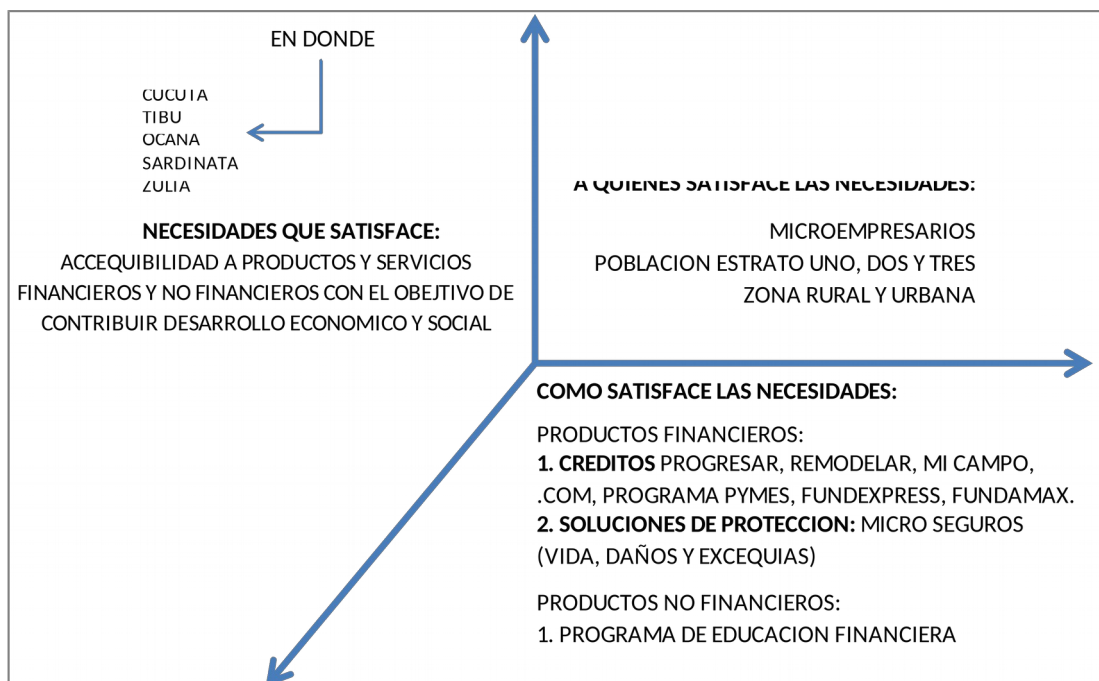 EN DONDE
CUCUTA
TIBU
OCANA
SARDINATA
ZULIA
NECESIDADES QUE SATISFACE:
ACCEQUIBILIDAD A PRODUCTOS Y SERVICIOS
FINANCIEROS Y NO FINANCIEROS CON EL OBEJTIVO DE
CONTRIBUIR DESARROLLO ECONOMICO Y SOCIAL
A QUIENES SATISFACE LAS NECESIDADES:
MICROEMPRESARIOS
POBLACION ESTRATO UNO, DOS Y TRES
ZONA RURAL Y URBANA
COMO SATISFACE LAS NECESIDADES:
PRODUCTOS FINANCIEROS:
1. CREDITOS PROGRESAR, REMODELAR, MI CAMPO,
.COM, PROGRAMA PYMES, FUNDEXPRESS, FUNDAMAX.
2. SOLUCIONES DE PROTECCION: MICRO SEGUROS
(VIDA, DAÑOS Y EXCEQUIAS)
PRODUCTOS NO FINANCIEROS:
1. PROGRAMA DE EDUCACION FINANCIERA